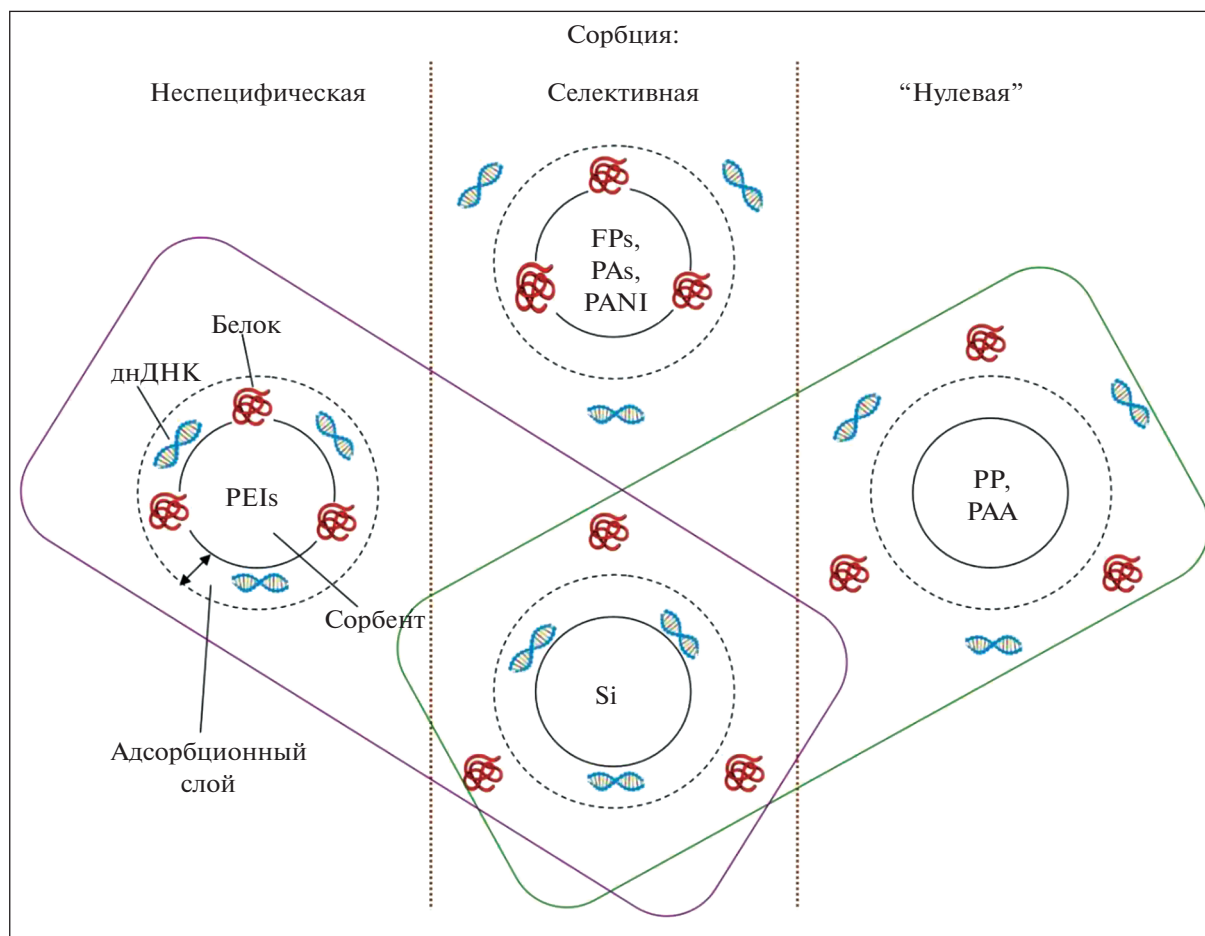 Сорбция:
Неспецифическая
Селективная
“Нулевая”
FPs,
PAs,
PANI
Белок
днДНК
PEIs
Сорбент
Адсорбционный
слой
Si
PP,
PAA